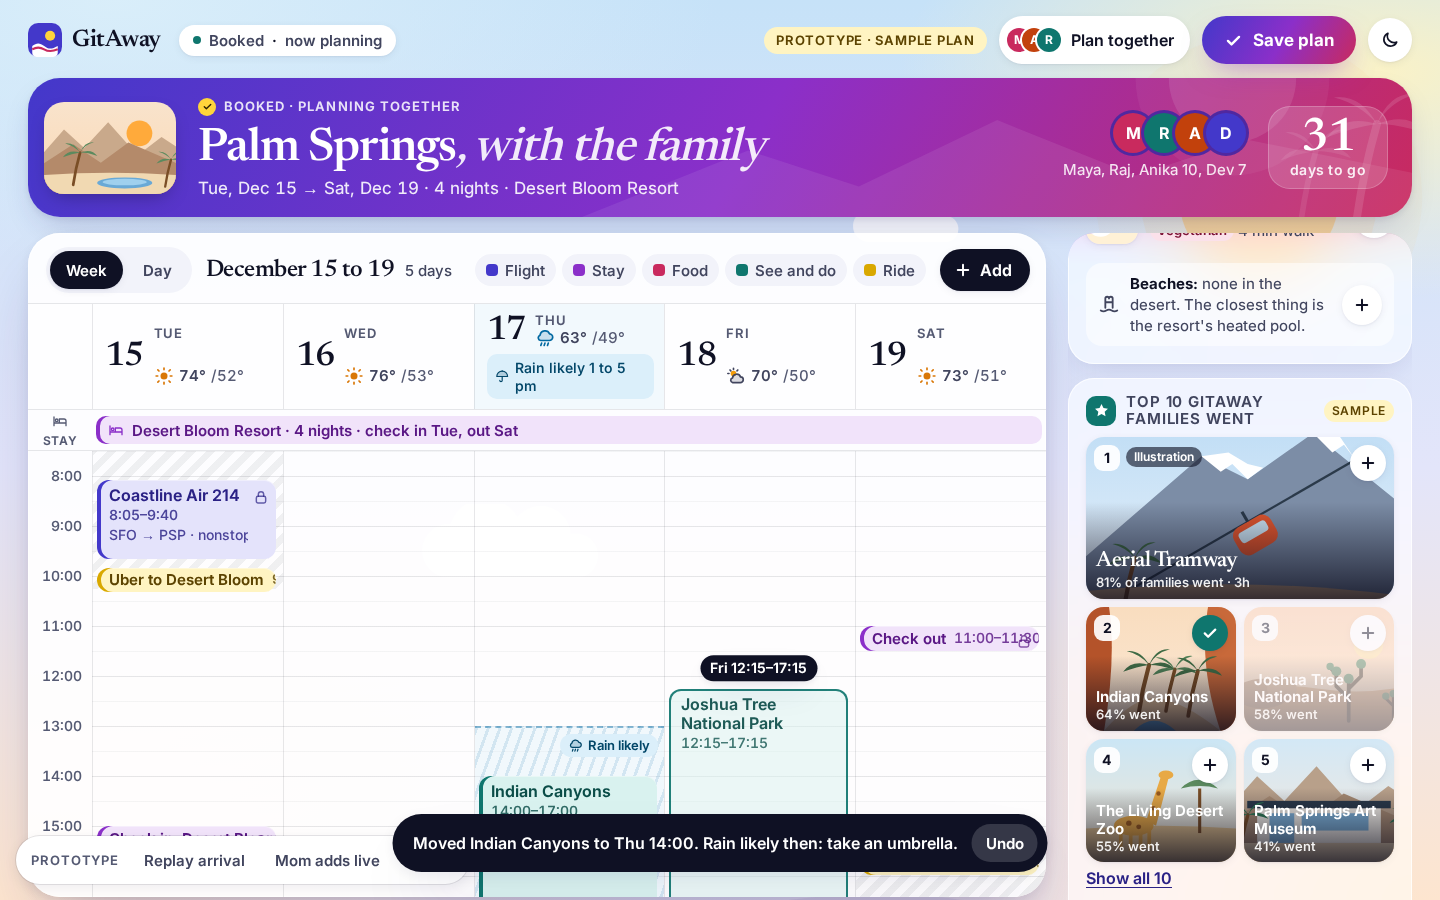 GitAway
Booked · now planning
PROTOTYPE · SAMPLE PLAN
A R
Plan together
Save plan
BOOKED · PLANNING TOGETHER
Palm Springs, with the family
Tue, Dec 15 → Sat, Dec 19 · 4 nights · Desert Bloom Resort
M R A D
Maya, Raj, Anika 10, Dev 7
31
days to go
Week
Day
December 15 to 19 5 days
Flight
Stay
Food
See and do
Ride
+ Add
15 TUE
74° /52°
16 WED
76° /53°
17 THU
63° /49°
Rain likely 1 to 5
pm
18 FRI
70° /50°
19 SAT
73° /51°
STAY
Desert Bloom Resort · 4 nights · check in Tue, out Sat
8:00
9:00
10:00
11:00
12:00
13:00
14:00
15:00
Coastline Air 214
8:05–9:40
SFO → PSP · nonstop
Uber to Desert Bloom
Check out 11:00–11:30
Fri 12:15–17:15
Joshua Tree
National Park
12:15–17:15
Rain likely
Indian Canyons
14:00–17:00
PROTOTYPE
Replay arrival
Mom adds live
Moved Indian Canyons to Thu 14:00. Rain likely then: take an umbrella.
Undo
Vegetarian 4 min walk
Beaches: none in the
desert. The closest thing is
the resort's heated pool.
TOP 10 GITAWAY
FAMILIES WENT
SAMPLE
1 Illustration
Aerial Tramway
81% of families went · 3h
2
Indian Canyons
64% went
3
Joshua Tree
National Park
58% went
4
The Living Desert
Zoo
55% went
5
Palm Springs Art
Museum
41% went
Show all 10